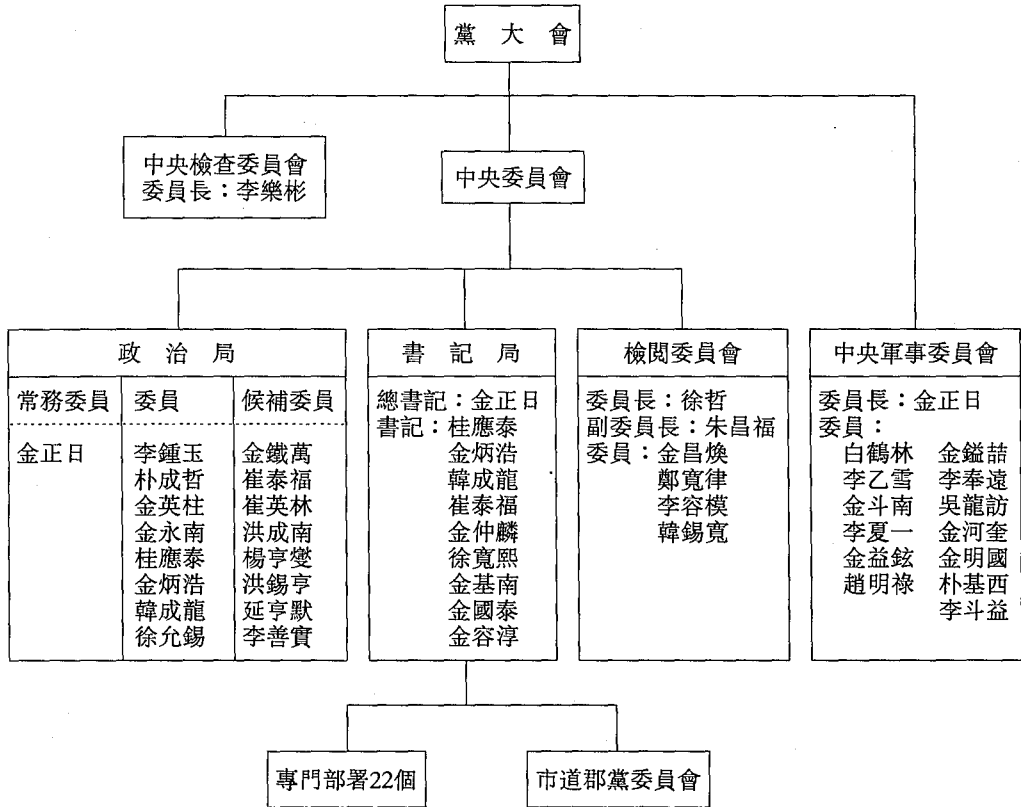 黨大會
中央檢查委員會
委員長：李樂彬
中央委員會
政治局
常務委員
金正日
委員
李鍾玉
朴成哲
金英柱
金永南
桂應泰
金炳浩
韓成龍
徐允錫
候補委員
金鐵萬
崔泰福
崔英林
洪成南
楊亨燮
洪錫亨
延亨默
李善實
書記局
總書記：金正日
書記：桂應泰
金炳浩
韓成龍
崔泰福
金仲麟
徐寬熙
金基南
金國泰
金容淳
檢閱委員會
委員長：徐哲
副委員長：朱昌福
委員：金昌煥
鄭寬律
李容模
韓錫寬
中央軍事委員會
委員長：金正日
委員：
白鶴林 金鎰喆
李乙雪 李奉遠
金斗南 吳龍訪
李夏一 金河奎
金益鉉 金明國
趙明祿 朴基西
李斗益
專門部署22個
市道郡黨委員會